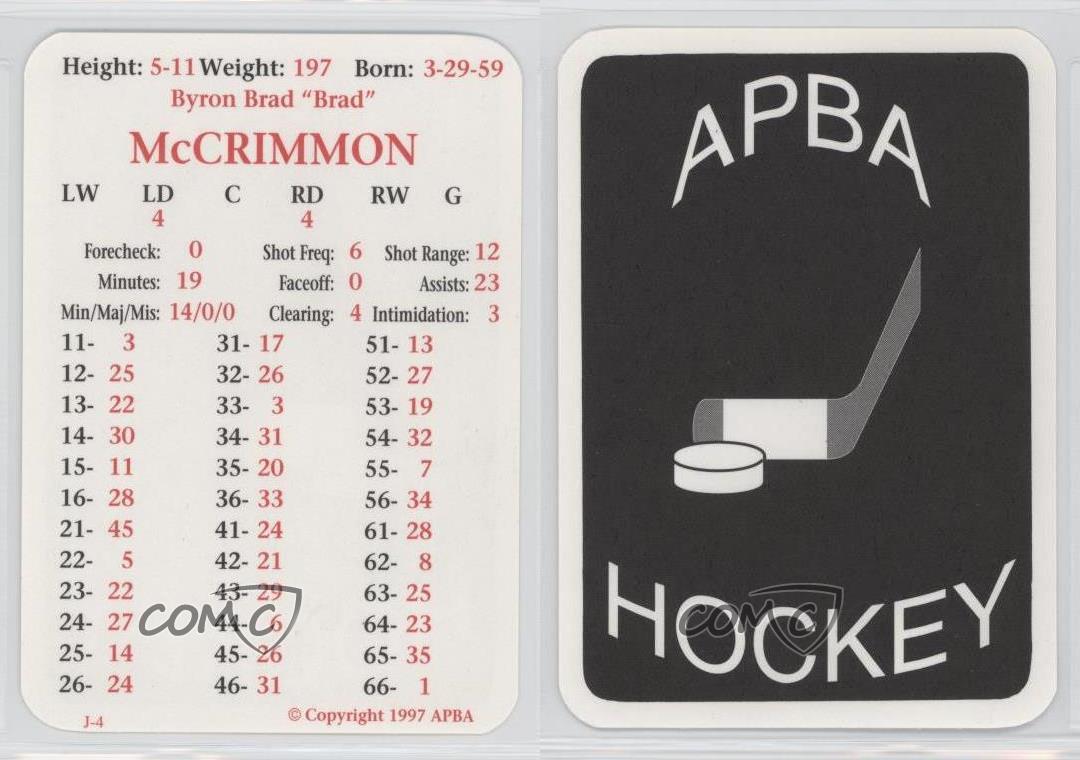 Height: 5-11 Weight: 197 Born: 3-29-59
Byron Brad “Brad”
McCRIMMON
LW LD C RD RW G
4 4
Forecheck: 0 Shot Freq: 6 Shot Range: 12
Minutes: 19 Faceoff: 0 Assists: 23
Min/Maj/Mis: 14/0/0 Clearing: 4 Intimidation: 3
11- 3 31- 17 51- 13
12- 25 32- 26 52- 27
13- 22 33- 3 53- 19
14- 30 34- 31 54- 32
15- 11 35- 20 55- 7
16- 28 36- 33 56- 34
21- 45 41- 24 61- 28
22- 5 42- 21 62- 8
23- 22 43- 29 63- 25
24- 27 44- 6 64- 23
25- 14 45- 26 65- 35
26- 24 46- 31 66- 1
J-4 © Copyright 1997 APBA
COMC
APBA
HOCKEY
COMC